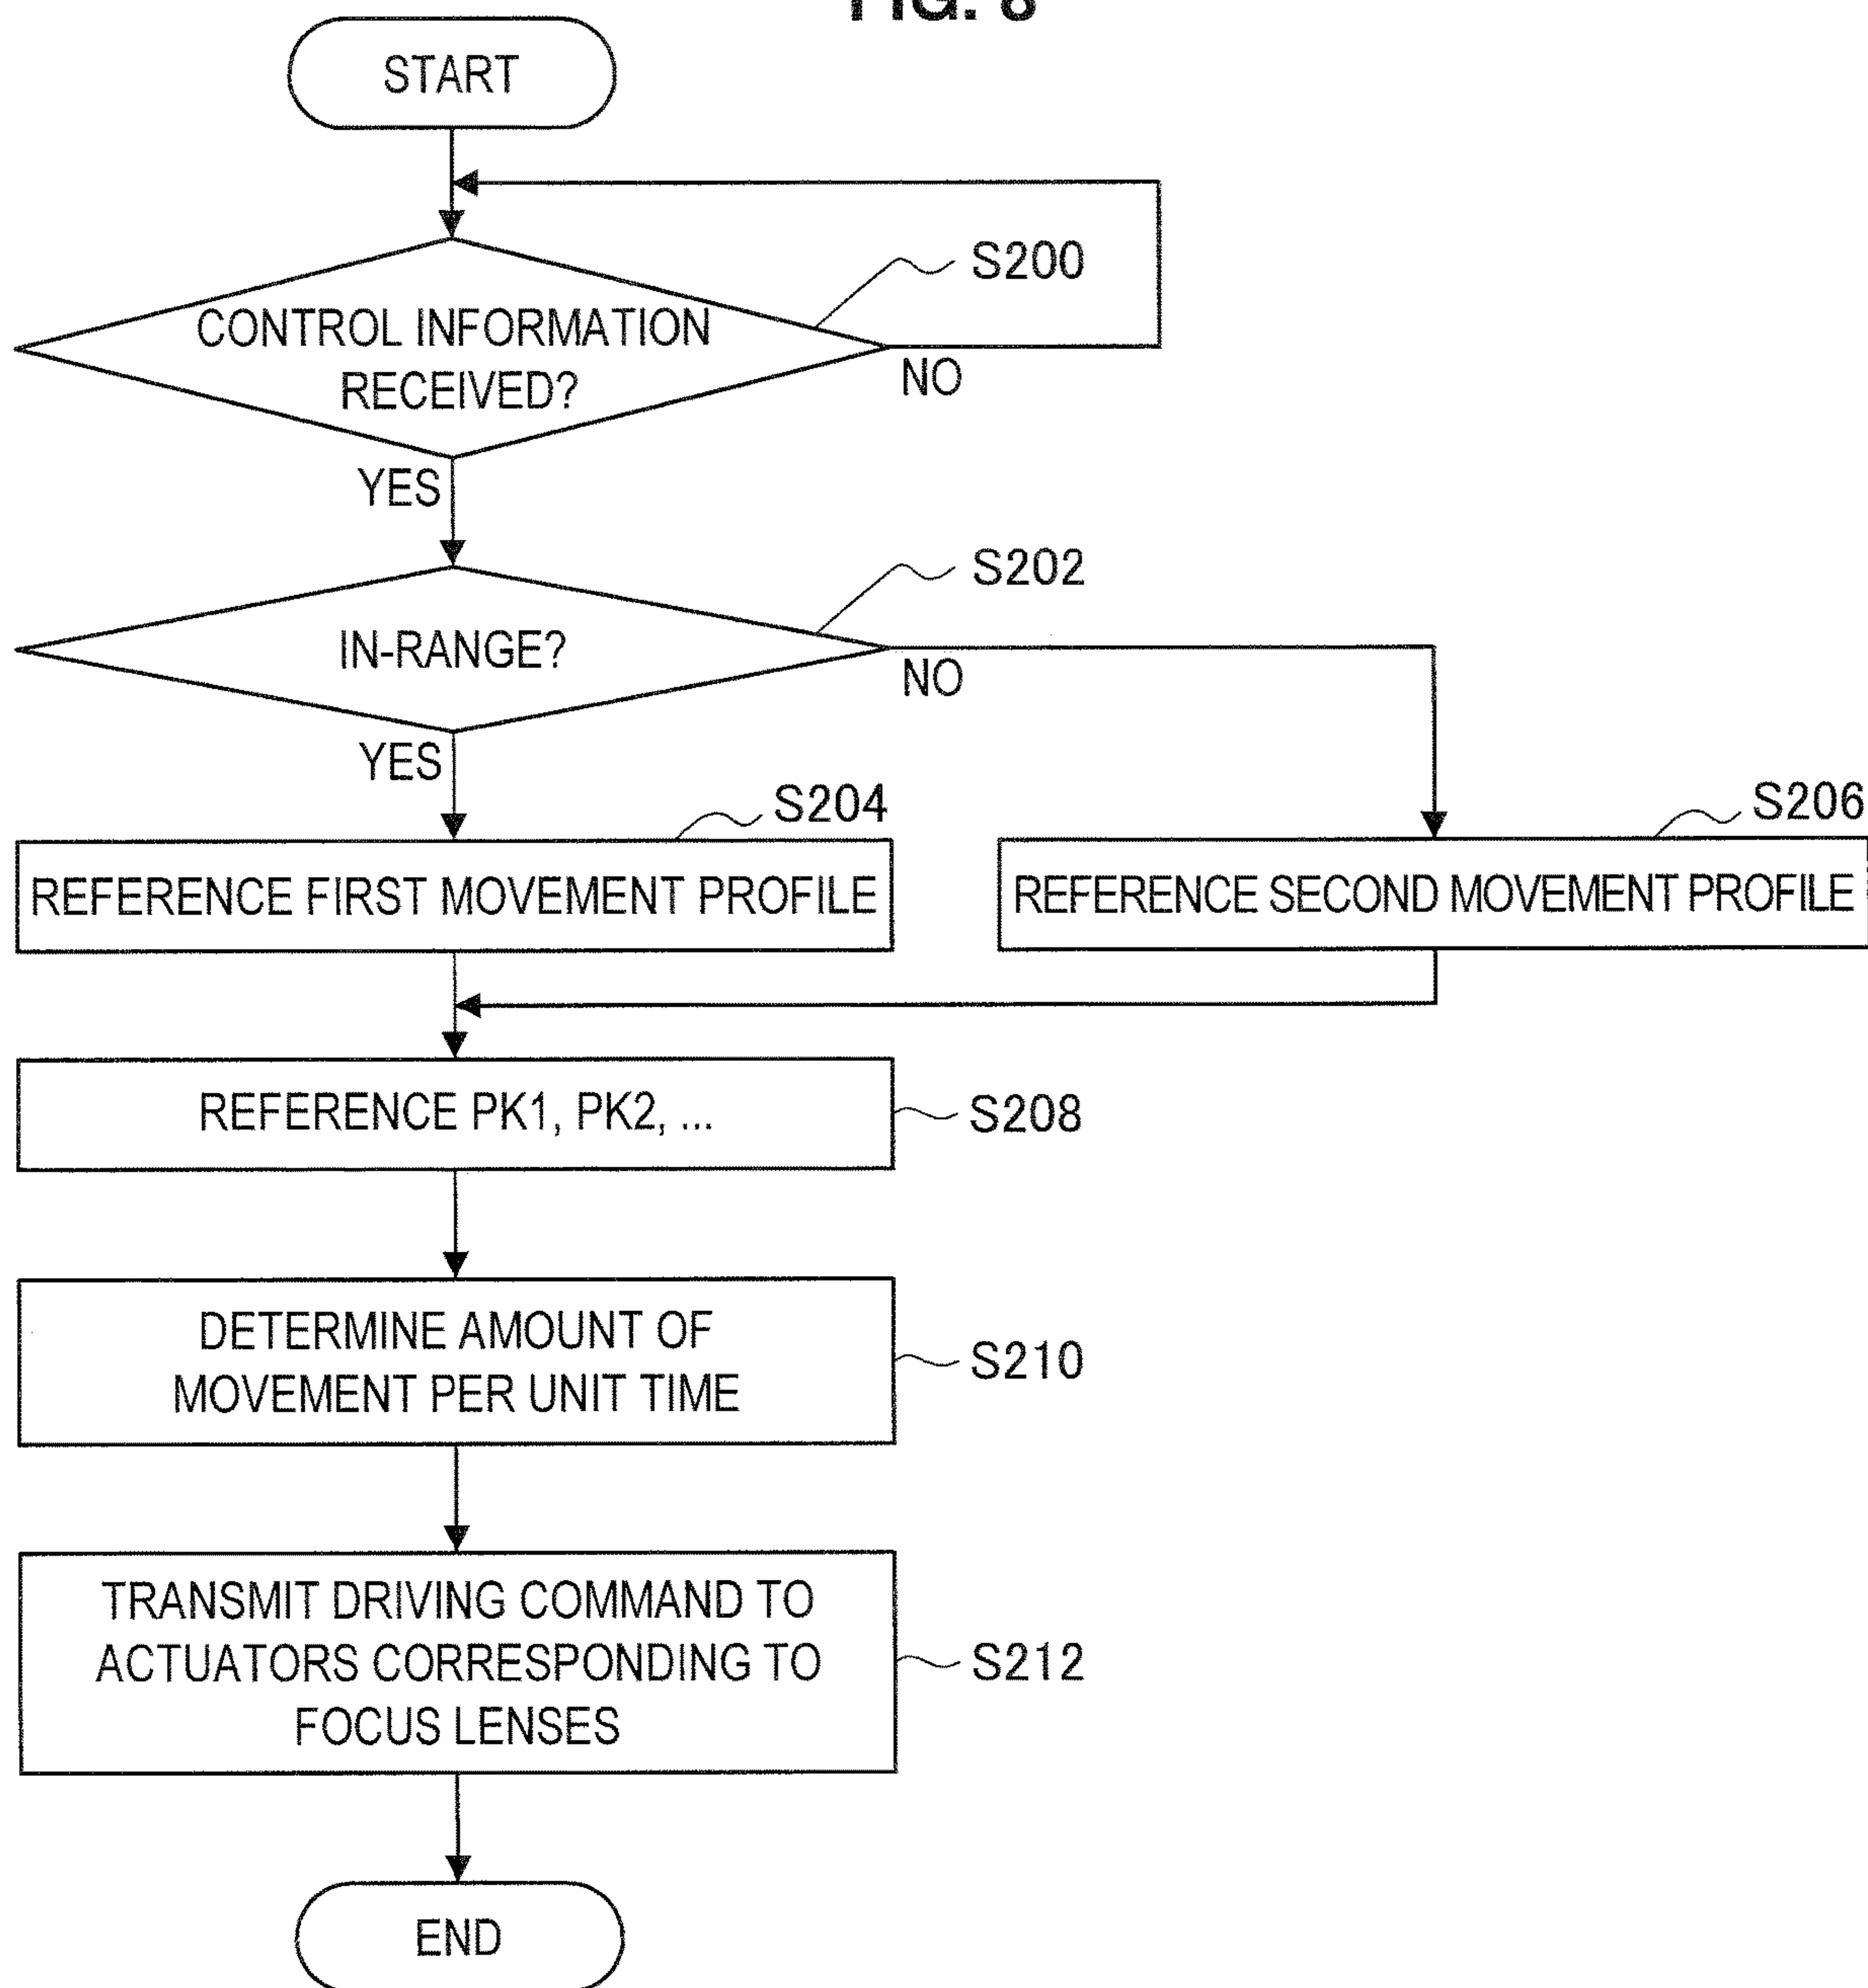 FIG. 8
START
S200
CONTROL INFORMATION
RECEIVED?
NO
YES
S202
IN-RANGE?
NO
YES
S204
S206
REFERENCE FIRST MOVEMENT PROFILE
REFERENCE SECOND MOVEMENT PROFILE
REFERENCE PK1, PK2, ...
S208
DETERMINE AMOUNT OF
MOVEMENT PER UNIT TIME
S210
TRANSMIT DRIVING COMMAND TO
ACTUATORS CORRESPONDING TO
FOCUS LENSES
S212
END